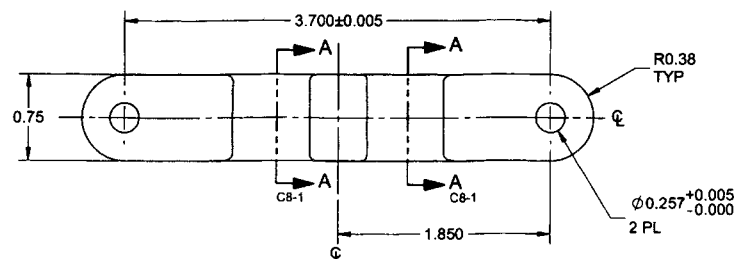 3.700±0.005
A A
R0.38
TYP
0.75
℄
A A
C8-1 C8-1
Ø0.257+0.005
-0.000
2 PL
1.850
℄